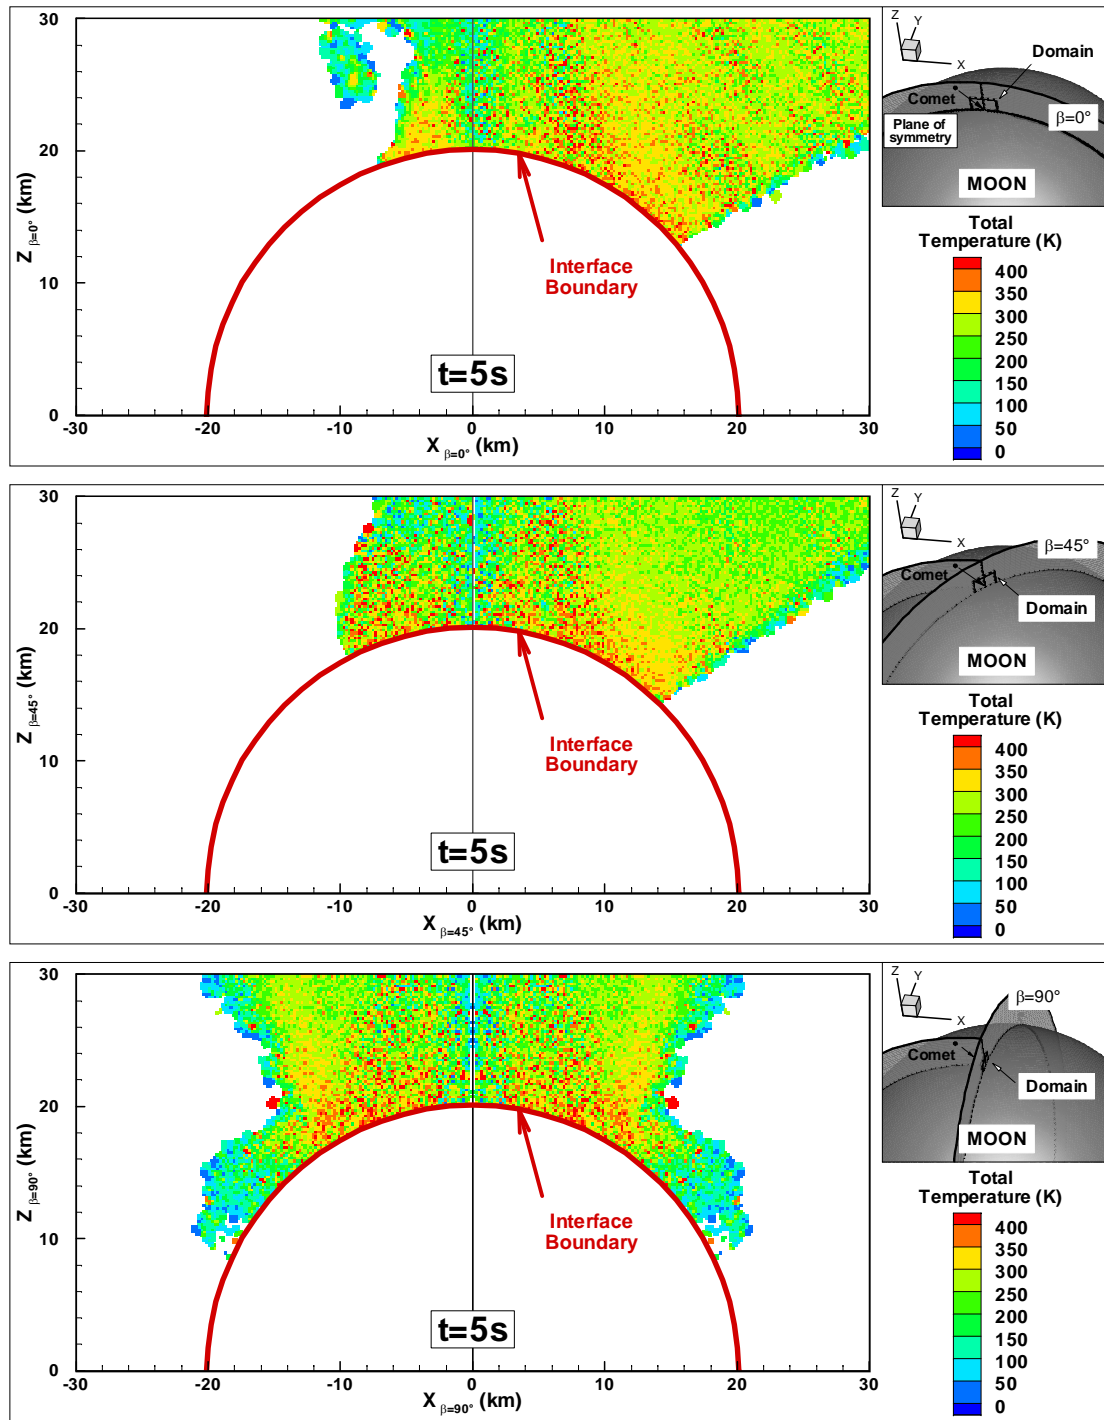 30
20
10
0
Z β=0° (km)
-30 -20 -10 0 10 20 30
X β=0° (km)
Interface
Boundary
t=5s
Z
Y
X
Domain
Comet
β=0°
Plane of
symmetry
MOON
Total
Temperature (K)
400
350
300
250
200
150
100
50
0
30
20
10
0
Z β=45° (km)
-30 -20 -10 0 10 20 30
X β=45° (km)
Interface
Boundary
t=5s
Z
Y
X
β=45°
Comet
Domain
MOON
Total
Temperature (K)
400
350
300
250
200
150
100
50
0
30
20
10
0
Z β=90° (km)
-30 -20 -10 0 10 20 30
X β=90° (km)
Interface
Boundary
t=5s
Z
Y
X
β=90°
Comet
Domain
MOON
Total
Temperature (K)
400
350
300
250
200
150
100
50
0